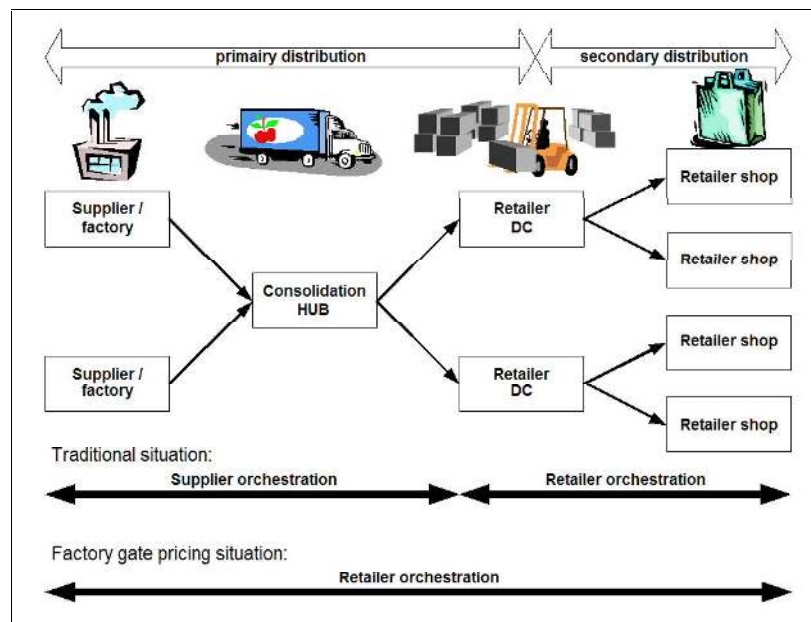 primairy distribution
secondary distribution
Supplier /
factory
Consolidation
HUB
Retailer
DC
Retailer shop
Retailer shop
Supplier /
factory
Retailer
DC
Retailer shop
Retailer shop
Traditional situation:
Supplier orchestration
Retailer orchestration
Factory gate pricing situation:
Retailer orchestration